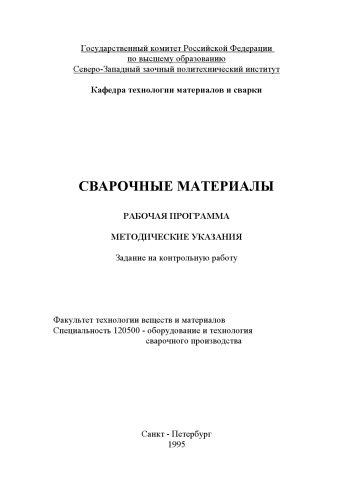 Государственный комитет Российской Федерации
по высшему образованию
Северо-Западный заочный политехнический институт
Кафедра технологии материалов и сварки
СВАРОЧНЫЕ МАТЕРИАЛЫ
РАБОЧАЯ ПРОГРАММА
МЕТОДИЧЕСКИЕ УКАЗАНИЯ
Задание на контрольную работу
Факультет технологии веществ и материалов
Специальность 120500 - оборудование и технология
сварочного производства
Санкт - Петербург
1995